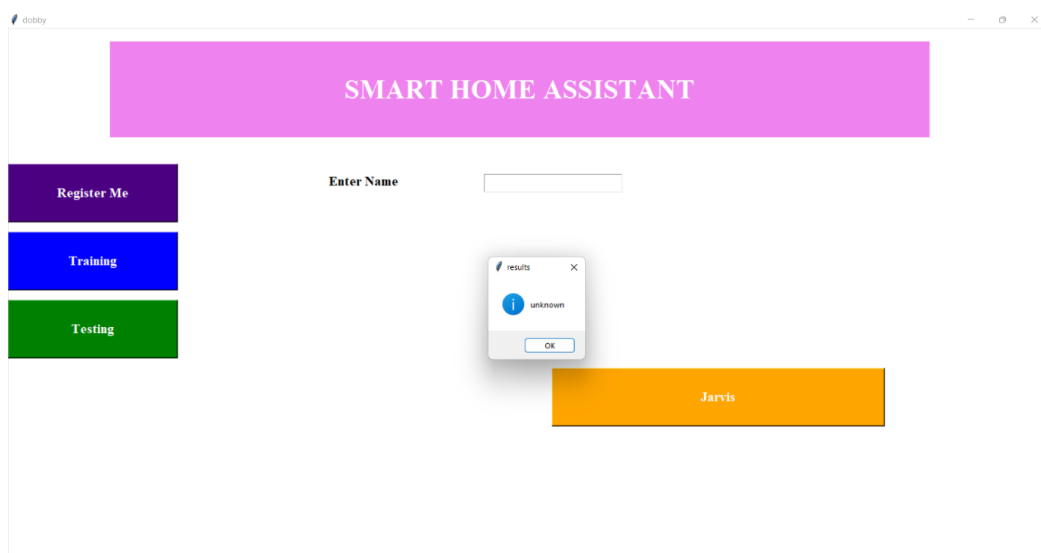 dobby
SMART HOME ASSISTANT
Register Me
Enter Name
Training
Testing
results
unknown
OK
Jarvis